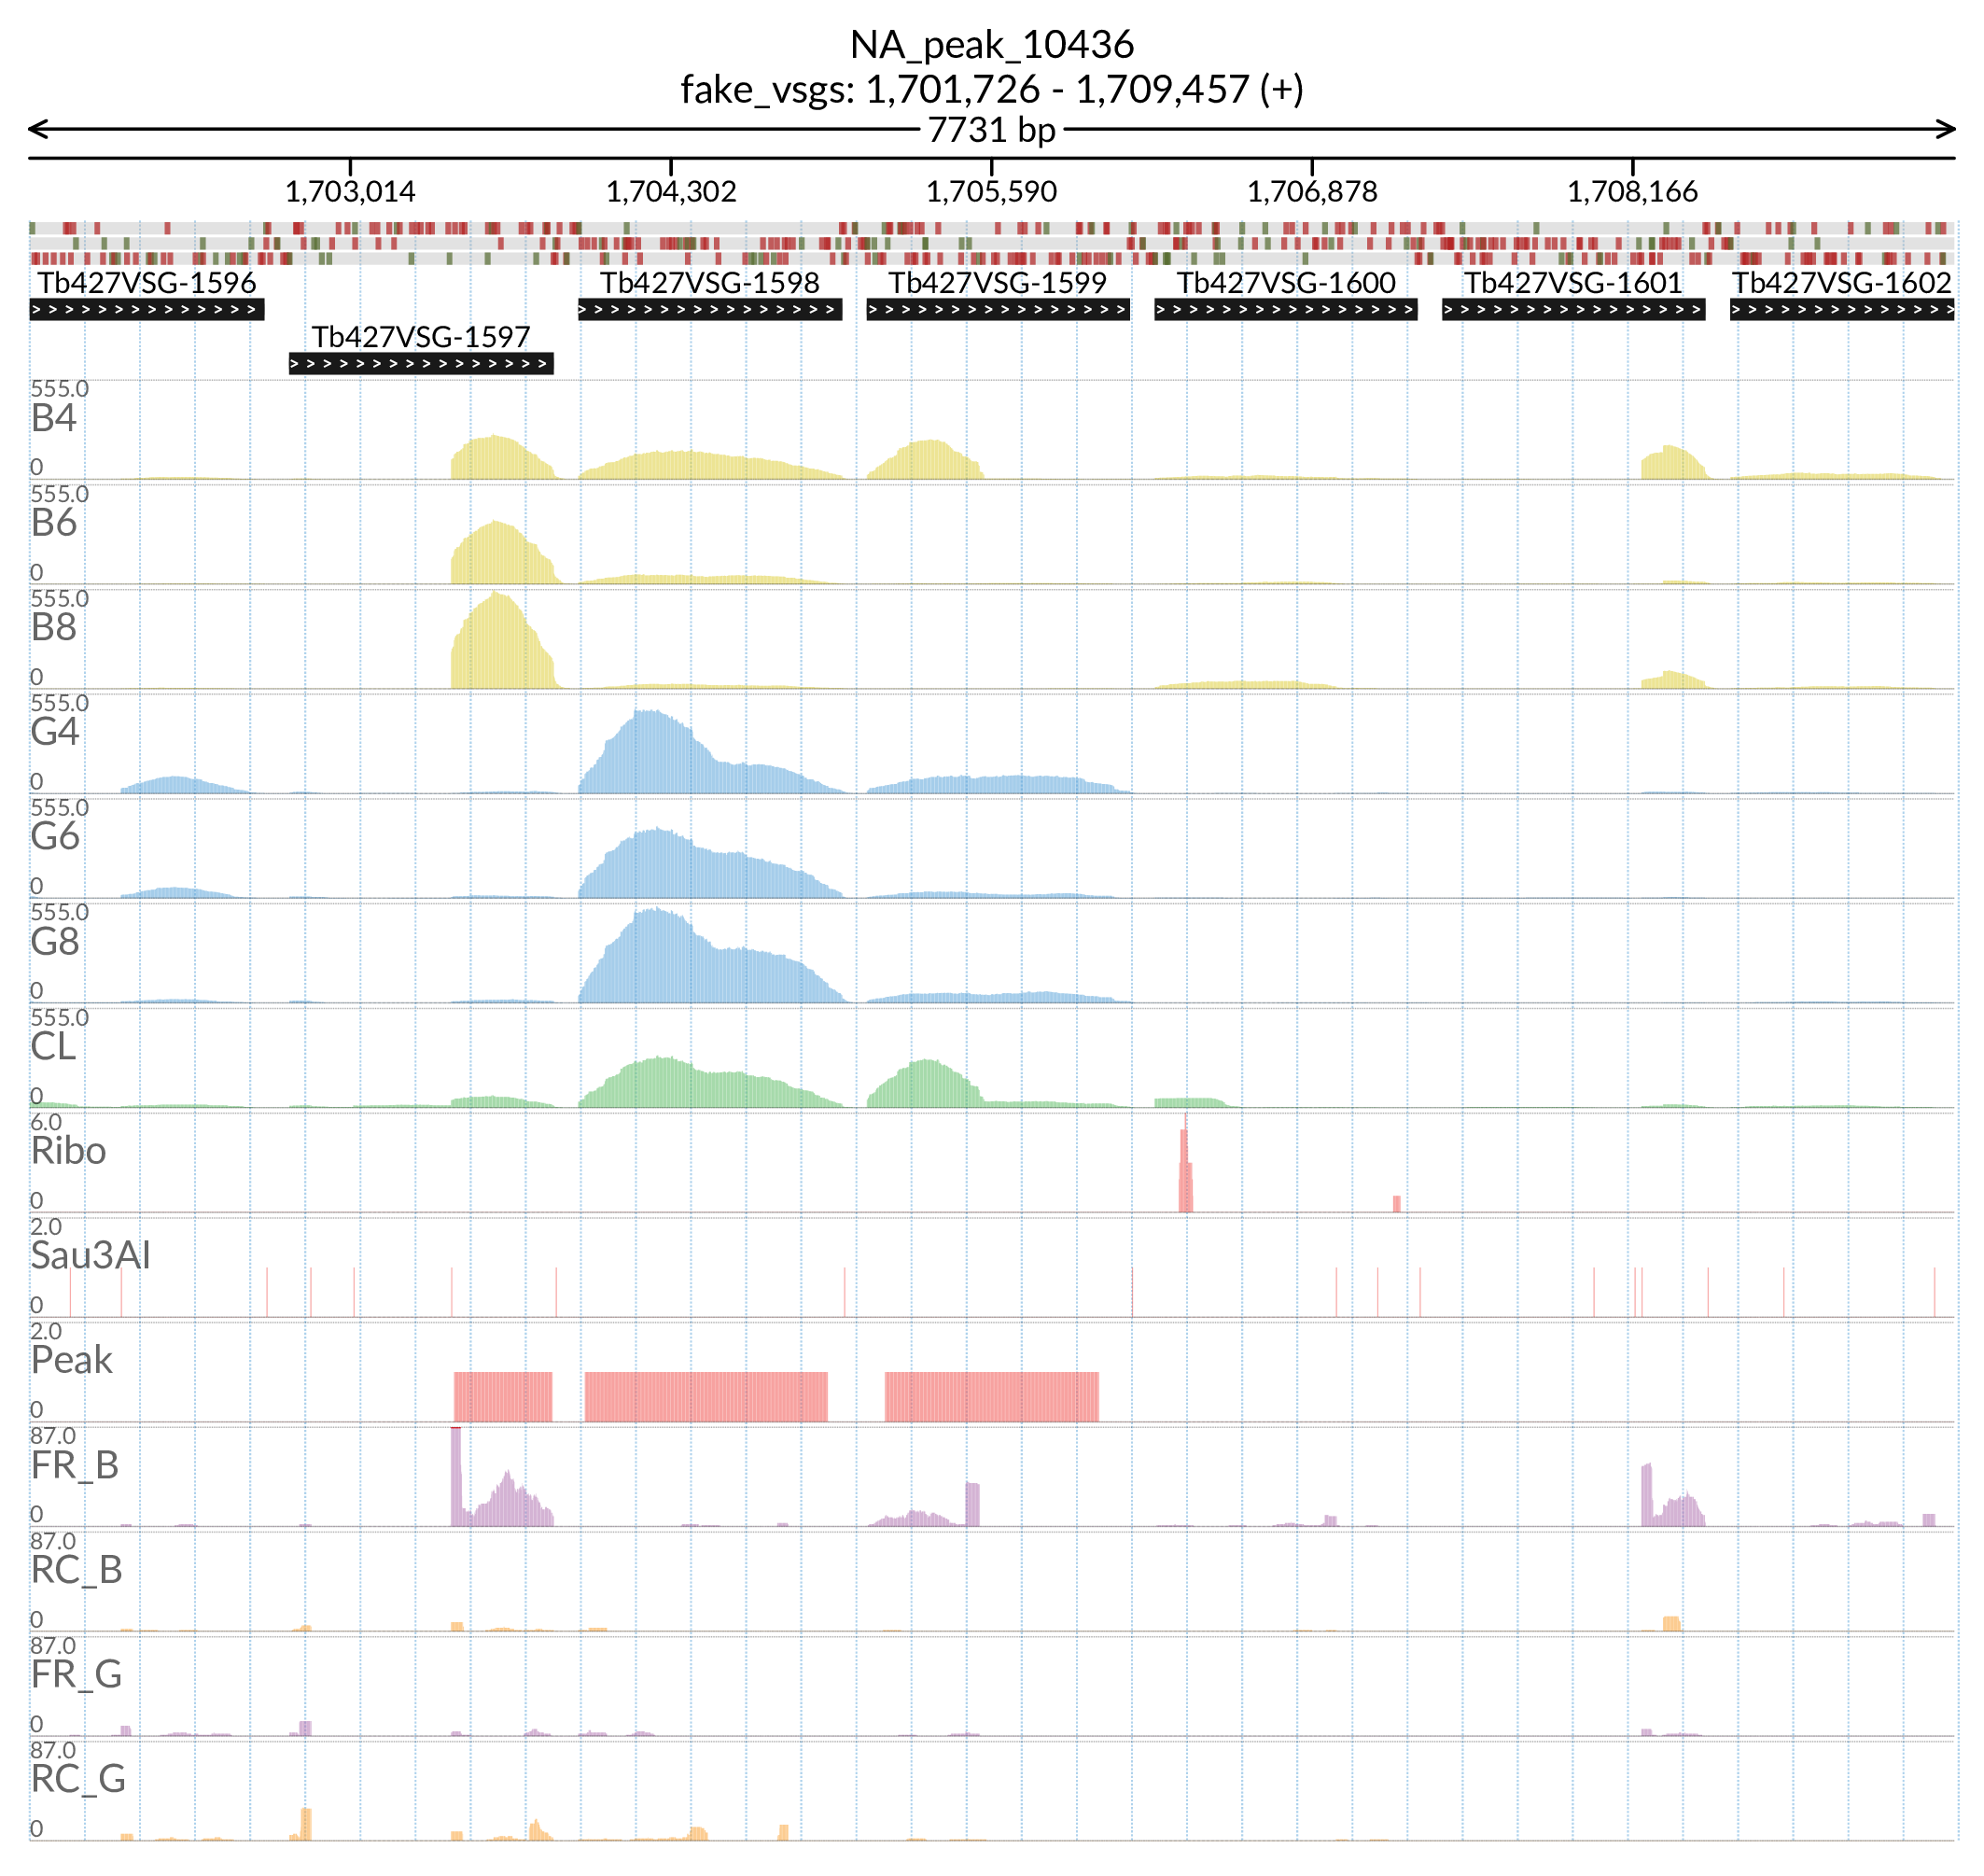 NA_peak_10436
fake_vsgs: 1,701,726 - 1,709,457 (+)
7731 bp
1,703,014 1,704,302 1,705,590 1,706,878 1,708,166
Tb427VSG-1596 Tb427VSG-1598 Tb427VSG-1599 Tb427VSG-1600 Tb427VSG-1601 Tb427VSG-1602
Tb427VSG-1597
555.0
B4
0
555.0
B6
0
555.0
B8
0
555.0
G4
0
555.0
G6
0
555.0
G8
0
555.0
CL
0
6.0
Ribo
0
2.0
Sau3AI
0
2.0
Peak
0
87.0
FR_B
0
87.0
RC_B
0
87.0
FR_G
0
87.0
RC_G
0